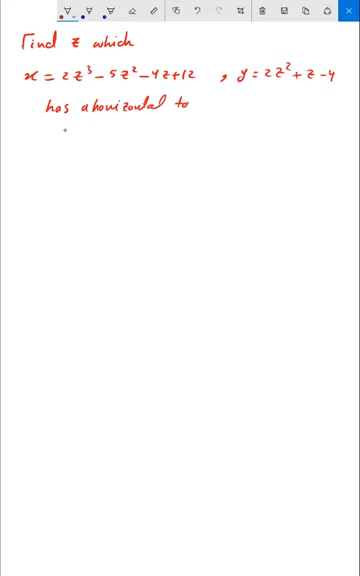 Find z which
x = 2z³ - 5z² - 4z + 12 , y = 2z² + z - 4
has a horizontal to